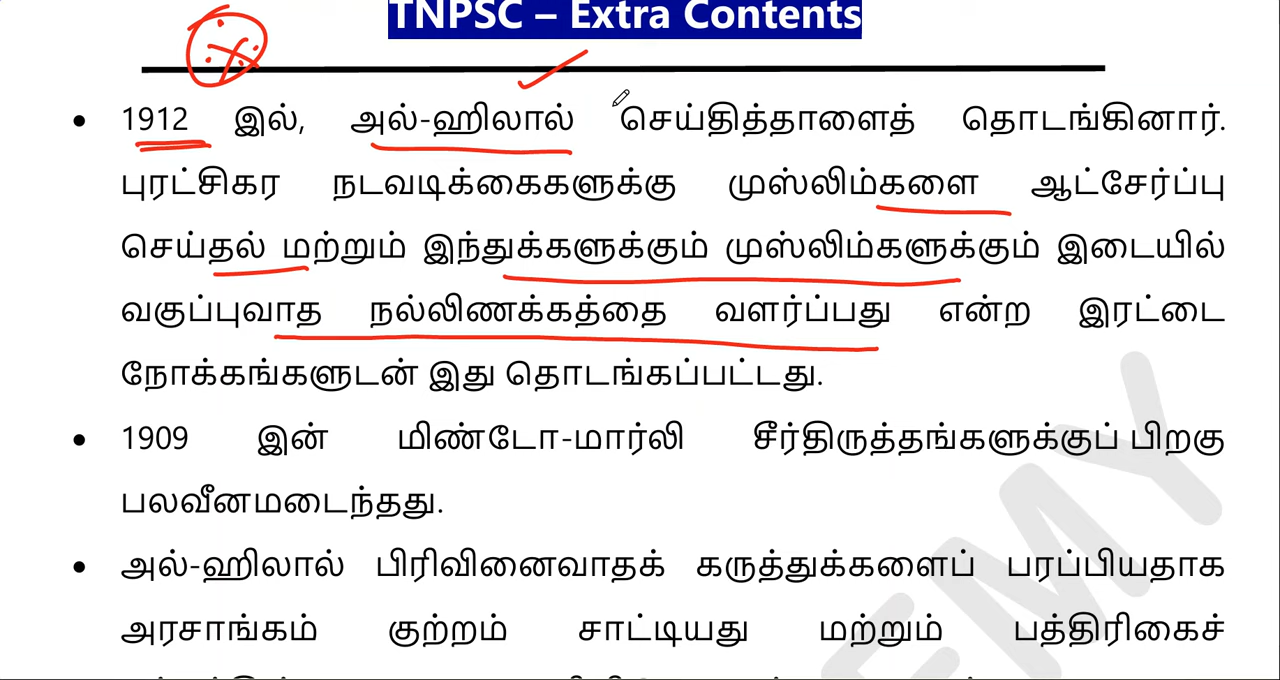 TNPSC – Extra Contents
• 1912 இல், அல்-ஹிலால் செய்தித்தாளைத் தொடங்கினார்.
புரட்சிகர நடவடிக்கைகளுக்கு முஸ்லிம்களை ஆட்சேர்ப்பு
செய்தல் மற்றும் இந்துக்களுக்கும் முஸ்லிம்களுக்கும் இடையில்
வகுப்புவாத நல்லிணக்கத்தை வளர்ப்பது என்ற இரட்டை
நோக்கங்களுடன் இது தொடங்கப்பட்டது.
• 1909 இன் மிண்டோ-மார்லி சீர்திருத்தங்களுக்குப் பிறகு
பலவீனமடைந்தது.
• அல்-ஹிலால் பிரிவினைவாதக் கருத்துக்களைப் பரப்பியதாக
அரசாங்கம் குற்றம் சாட்டியது மற்றும் பத்திரிகைச்
EMY